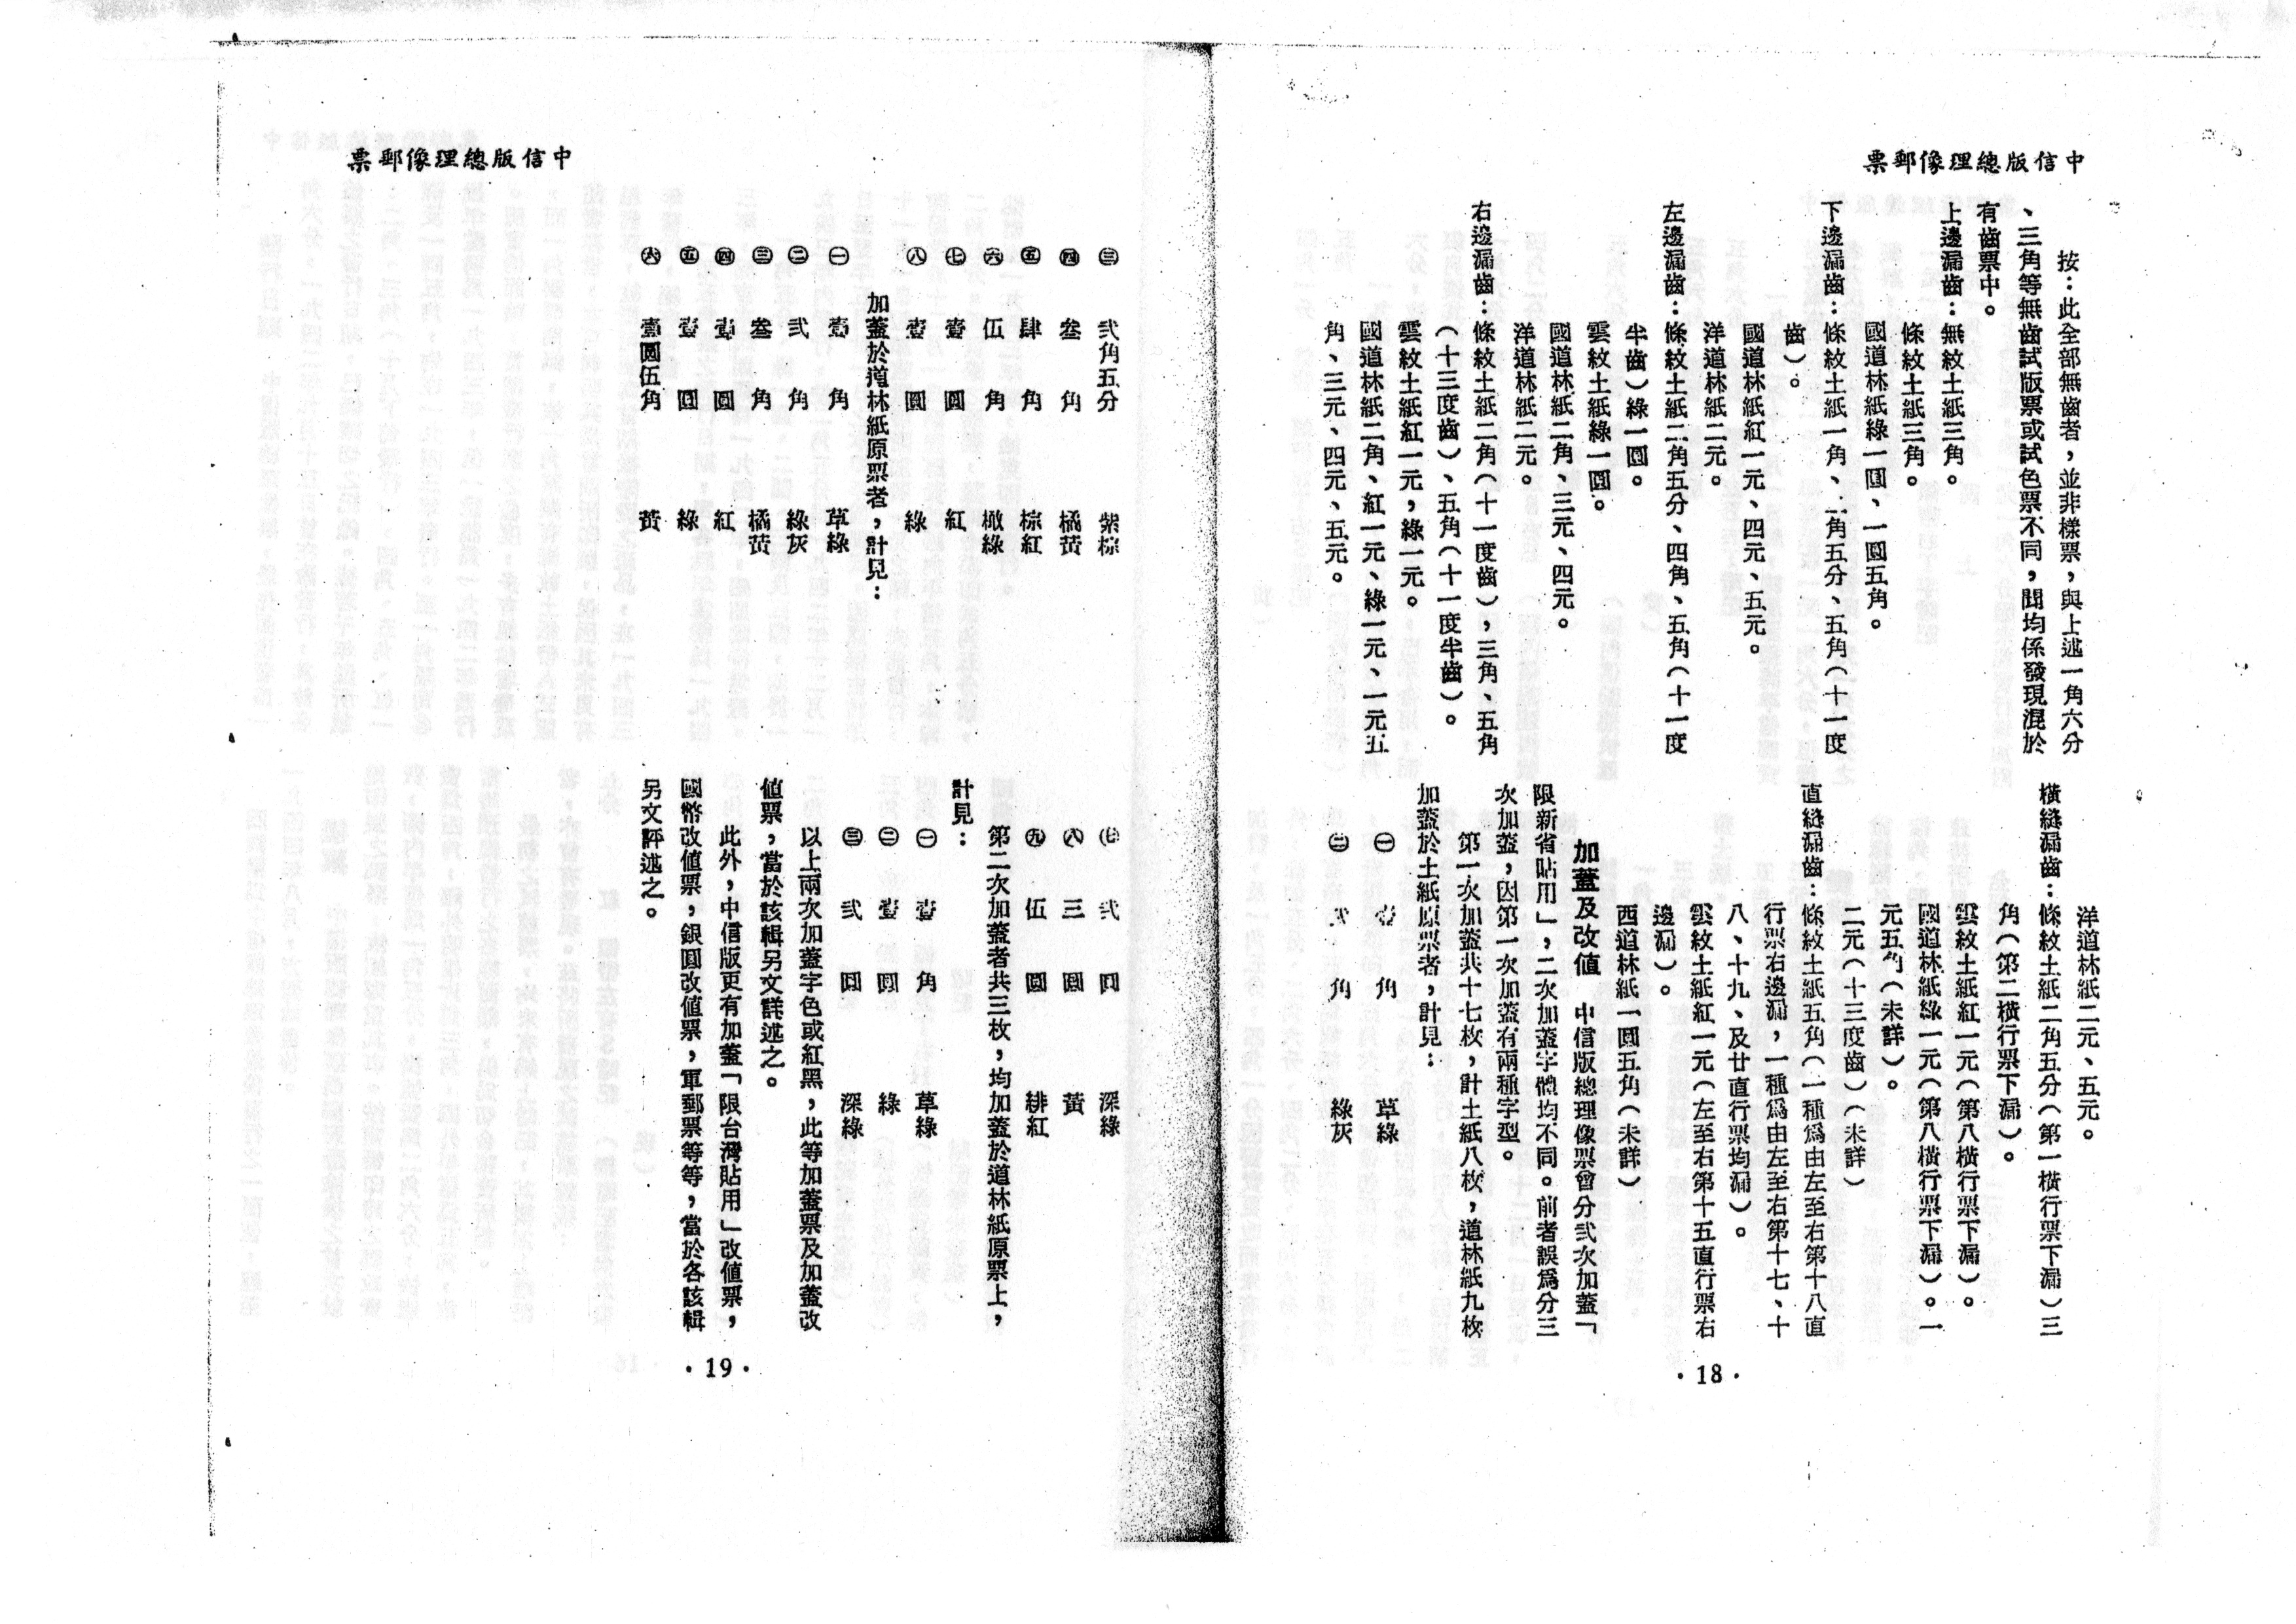 中信版總理像郵票
按：此全部無齒者，並非樣票，與上述一角六分
、三角等無齒試版票或試色票不同，間均係發現混於
有齒票中。
上邊漏齒：無紋土紙三角。
條紋土紙三角。
國道林紙綠一圓、一圓五角。
下邊漏齒：條紋土紙一角、二角五分、五角（十一度
齒）。
國道林紙紅一元、四元、五元。
洋道林紙二元。
左邊漏齒：條紋土紙二角五分、四角、五角（十一度
半齒）綠一圓。
雲紋土紙綠一圓。
國道林紙二角、三元、四元。
洋道林紙二元。
右邊漏齒：條紋土紙二角（十一度齒），三角、五角
（十三度齒）、五角（十一度半齒）。
雲紋土紙紅一元，綠一元。
國道林紙二角、紅一元、綠一元、一元五
角、三元、四元、五元。
洋道林紙二元、五元。
橫縫漏齒：條紋土紙二角五分（第一橫行票下漏）三
角（第二橫行票下漏）。
雲紋土紙紅一元（第八橫行票下漏）。
國道林紙綠一元（第八橫行票下漏）。一
元五角（未詳）。
二元（十三度齒）（未詳）
直縫漏齒：條紋土紙五角（一種爲由左至右第十八直
行票右邊漏，一種爲由左至右第十七、十
八、十九、及廿直行票均漏）。
雲紋土紙紅一元（左至右第十五直行票右
邊漏）。
西道林紙一圓五角（未詳）
加蓋及改值　中信版總理像票曾分弍次加蓋「
限新省貼用」，二次加蓋字體均不同。前者誤爲分三
次加蓋，因第一次加蓋有兩種字型。
第一次加蓋共十七枚，計土紙八枚，道林紙九枚
加蓋於土紙原票者，計見：
㊀　壹角　草綠
㊁　弍角　綠灰
·18·
中信版總理像郵票
㊂　弍角五分　紫棕
㊃　叁角　橘黃
㊄　肆角　棕紅
㊅　伍角　橄綠
㊆　壹圓　紅
㊇　壹圓　綠
加蓋於道林紙原票者，計見：
㊀　壹角　草綠
㊁　弍角　綠灰
㊂　叁角　橘黃
㊃　壹圓　紅
㊄　壹圓　綠
㊅　壹圓伍角　黃
㊆　弍圓　深綠
㊇　三圓　黃
㊈　伍圓　緋紅
第二次加蓋者共三枚，均加蓋於道林紙原票上，
計見：
㊀　壹角　草綠
㊁　壹圓　綠
㊂　弍圓　深綠
以上兩次加蓋字色或紅黑，此等加蓋票及加蓋改
値票，當於該輯另文詳述之。
此外，中信版更有加蓋「限台灣貼用」改値票，
國幣改値票，銀圓改値票，軍郵票等等，當於各該輯
另文評述之。
·19·